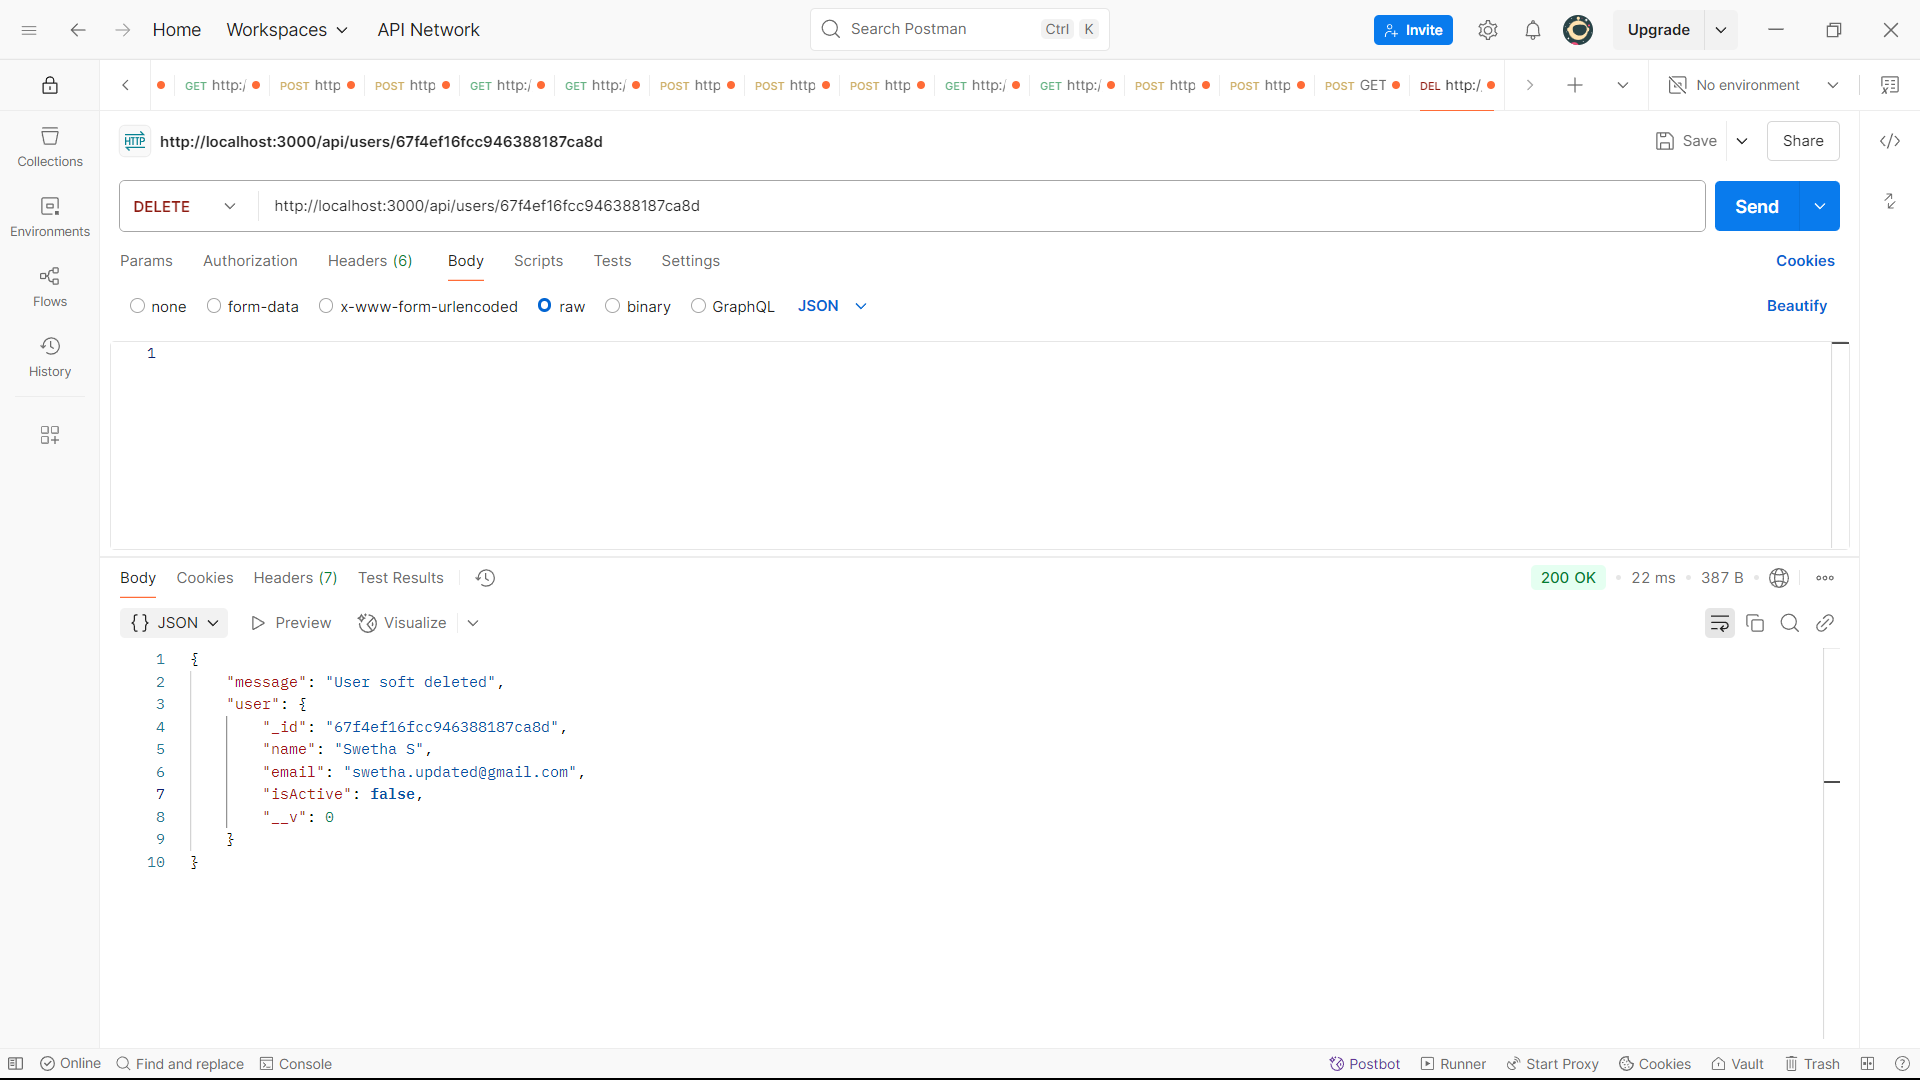 Home Workspaces API Network Search Postman Ctrl K Invite Upgrade
GET http:/ POST http POST http GET http:/ GET http:/ POST http POST http POST http GET http:/ GET http:/ POST http POST http POST GET DEL http:/ No environment
HTTP http://localhost:3000/api/users/67f4ef16fcc946388187ca8d Save Share
Collections
Environments
Flows
History
DELETE http://localhost:3000/api/users/67f4ef16fcc946388187ca8d Send
Params Authorization Headers (6) Body Scripts Tests Settings Cookies
none form-data x-www-form-urlencoded raw binary GraphQL JSON Beautify
1
Body Cookies Headers (7) Test Results 200 OK 22 ms 387 B
{} JSON Preview Visualize
1 {
2 "message": "User soft deleted",
3 "user": {
4 "_id": "67f4ef16fcc946388187ca8d",
5 "name": "Swetha S",
6 "email": "swetha.updated@gmail.com",
7 "isActive": false,
8 "__v": 0
9 }
10 }
Online Find and replace Console Postbot Runner Start Proxy Cookies Vault Trash